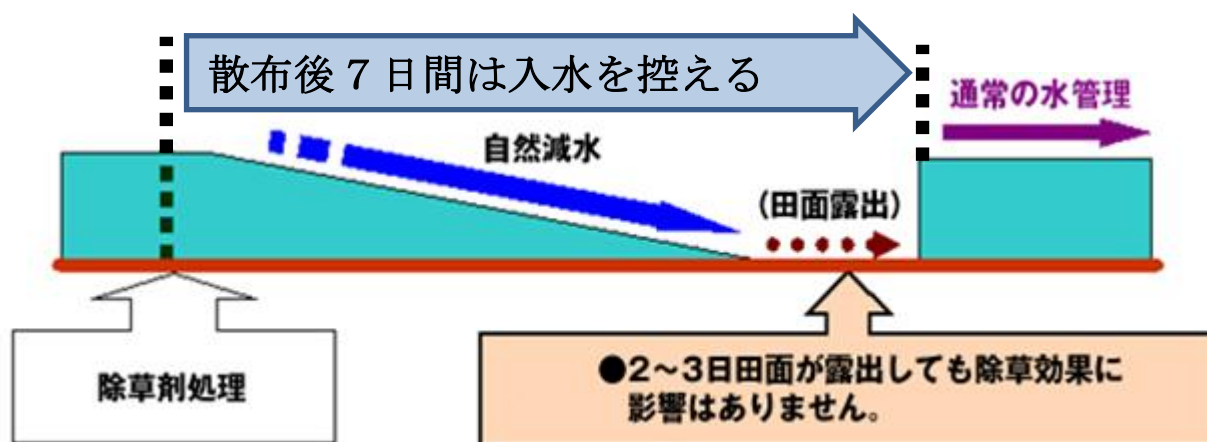 散布後７日間は入水を控える
通常の水管理
自然減水
(田面露出)
除草剤処理
●2～3日田面が露出しても除草効果に
影響はありません。